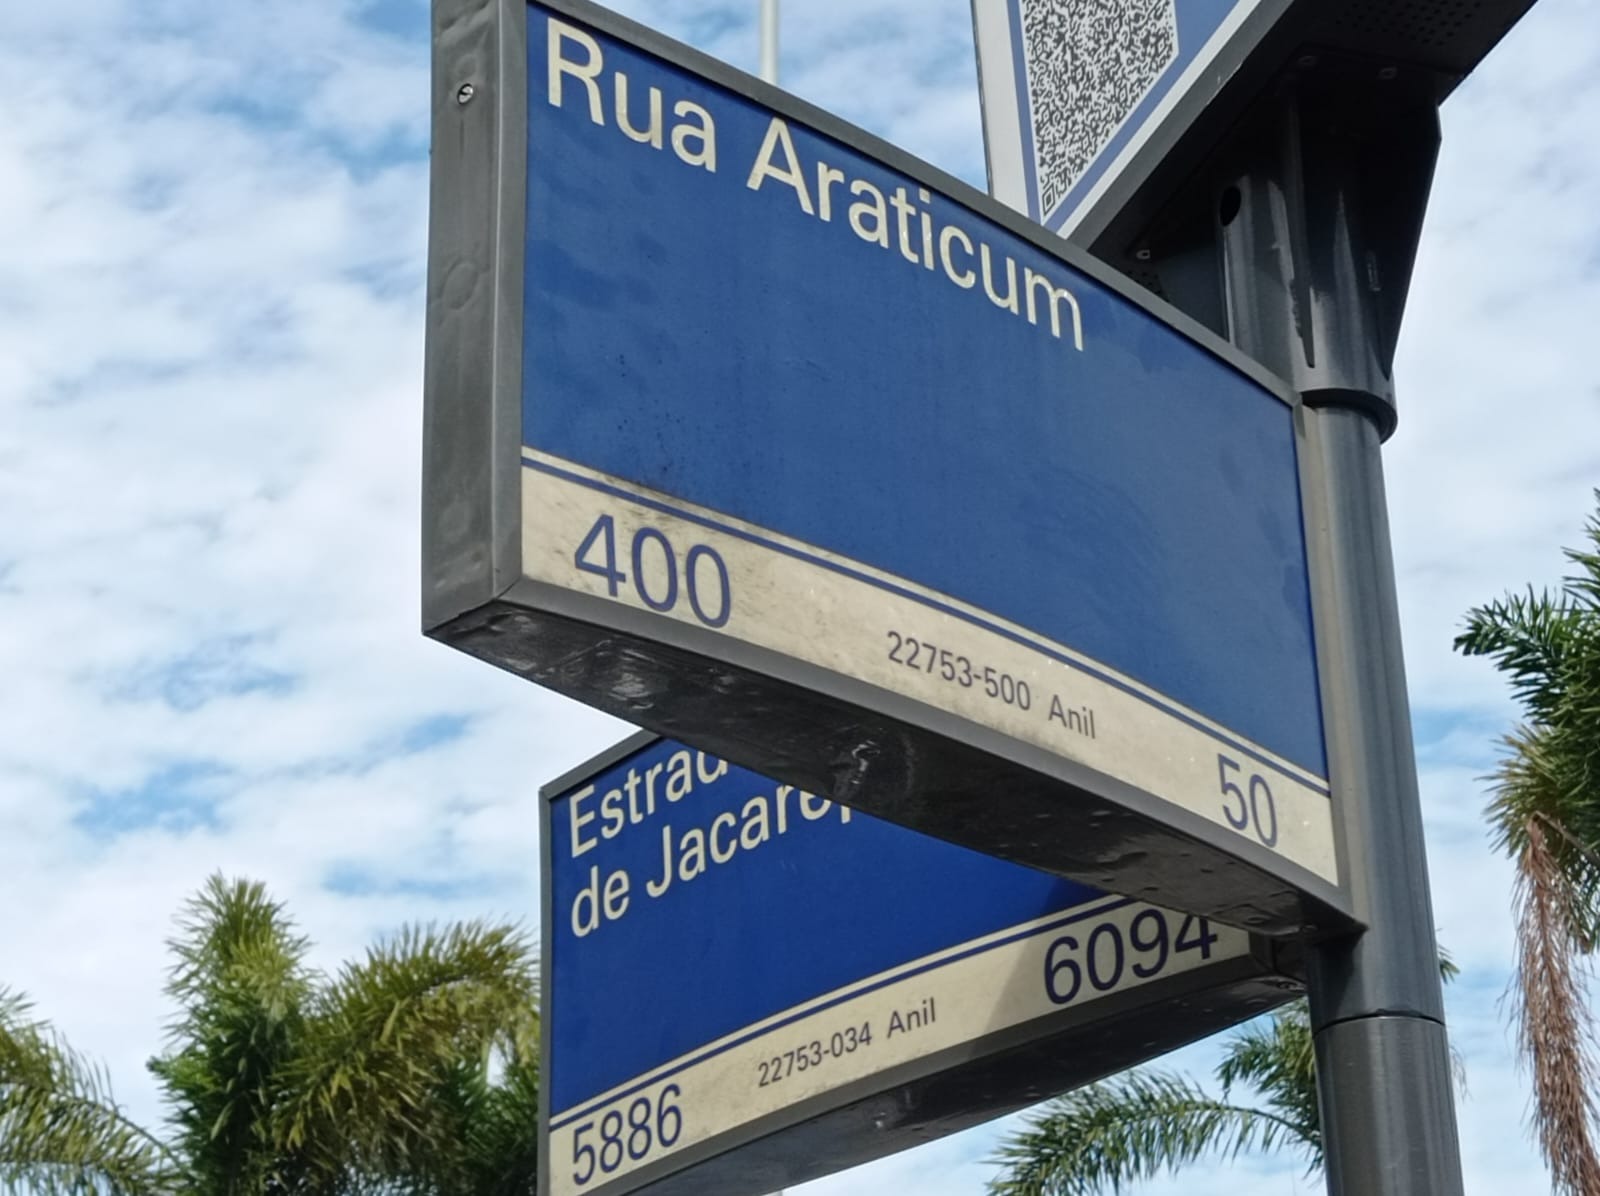 Rua Araticum
400
22753-500 Anil
50
de
22753-034 Anil
6094
5886